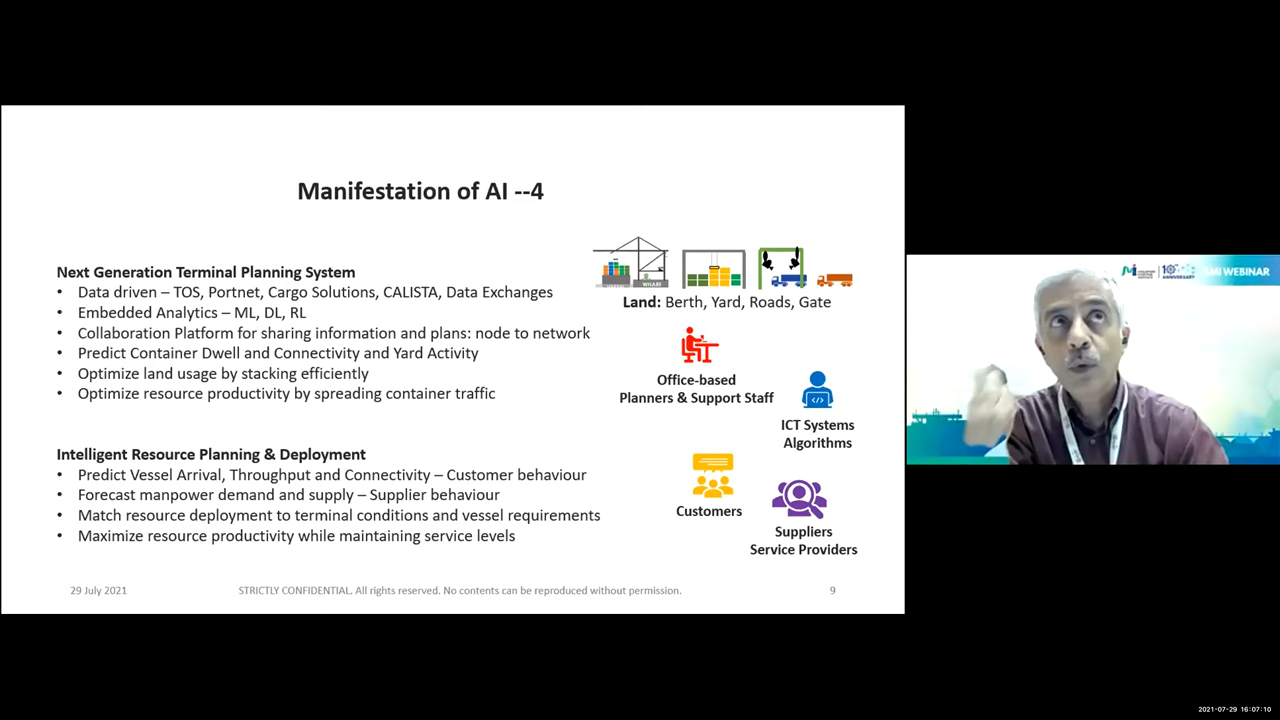 Manifestation of AI --4
Next Generation Terminal Planning System
• Data driven – TOS, Portnet, Cargo Solutions, CALISTA, Data Exchanges
• Embedded Analytics – ML, DL, RL
• Collaboration Platform for sharing information and plans: node to network
• Predict Container Dwell and Connectivity and Yard Activity
• Optimize land usage by stacking efficiently
• Optimize resource productivity by spreading container traffic
Intelligent Resource Planning & Deployment
• Predict Vessel Arrival, Throughput and Connectivity – Customer behaviour
• Forecast manpower demand and supply – Supplier behaviour
• Match resource deployment to terminal conditions and vessel requirements
• Maximize resource productivity while maintaining service levels
WHARF
Land: Berth, Yard, Roads, Gate
Office-based
Planners & Support Staff
ICT Systems
Algorithms
Customers
Suppliers
Service Providers
29 July 2021
STRICTLY CONFIDENTIAL. All rights reserved. No contents can be reproduced without permission.
9
ANNIVERSARY
SMI WEBINAR
2021-07-29 16:07:10